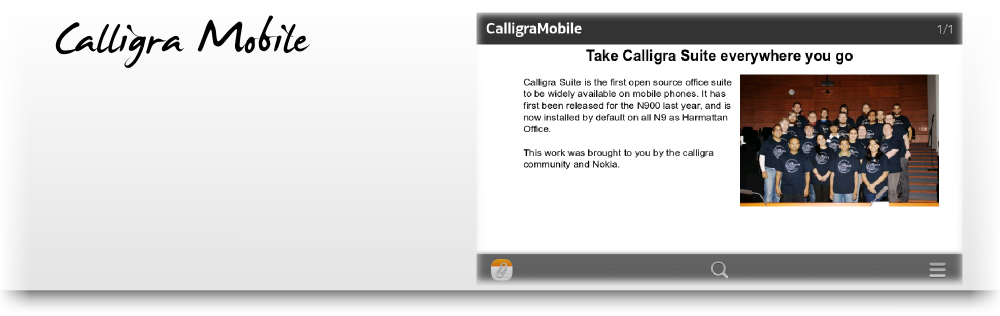 Calligra Mobile
CalligraMobile
1/1
Take Calligra Suite everywhere you go
Calligra Suite is the first open source office suite
to be widely available on mobile phones. It has
first been released for the N900 last year, and is
now installed by default on all N9 as Harmattan
Office.
This work was brought to you by the calligra
community and Nokia.